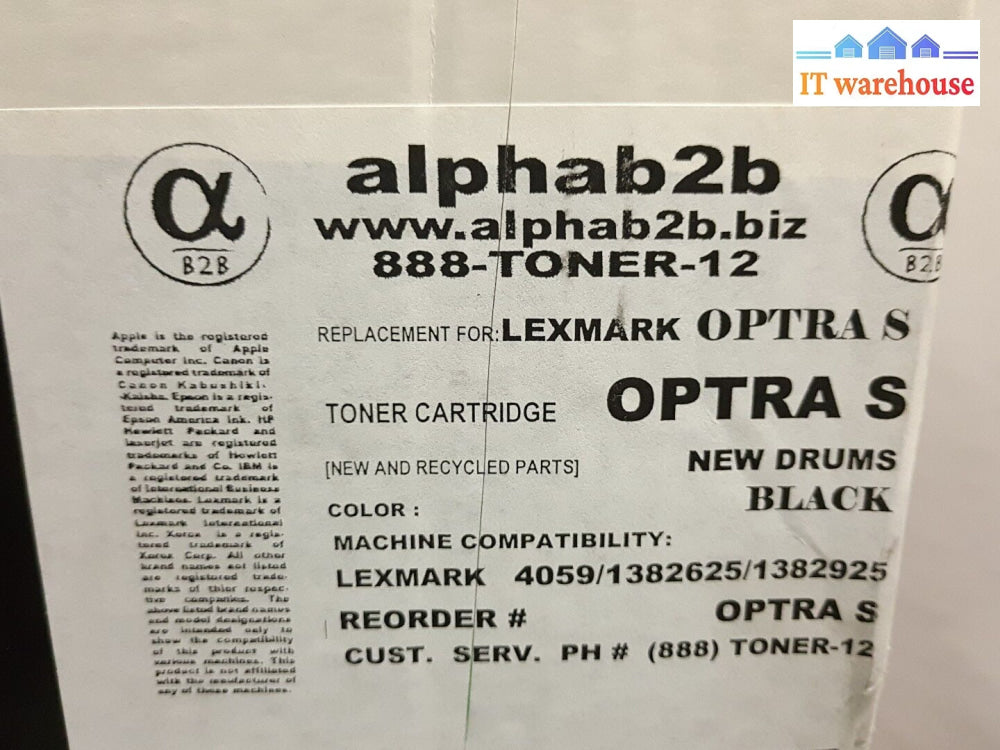 IT warehouse
α
B2B
alphab2b
www.alphab2b.biz
888-TONER-12
α
B2B
REPLACEMENT FOR: LEXMARK OPTRA S
TONER CARTRIDGE OPTRA S
[NEW AND RECYCLED PARTS] NEW DRUMS
COLOR : BLACK
MACHINE COMPATIBILITY:
LEXMARK 4059/1382625/1382925
REORDER # OPTRA S
CUST. SERV. PH # (888) TONER-12
Apple is the registered
trademark of Apple
Computer Inc. Canon is
a registered trademark of
Canon Kabushiki-
Kaisha. Epson is a regis-
tered trademark of
Epson America Ink. HP
Hewlett Packard and
laserjet are registered
trademarks of Hewlett
Packard and Co. IBM is
a registered trademark
of International Business
Machines. Lexmark is a
registered trademark of
Lexmark International
Inc. Xerox is a regis-
tered trademark of
Xerox Corp. All other
brand names not listed
are registered trade-
marks of thier respec-
tive companies. The
above listed brand names
and model designations
are intended only to
show the compatibility
of this product with
various machines. This
product is not affiliated
with the manufacturer of
any of these machines.